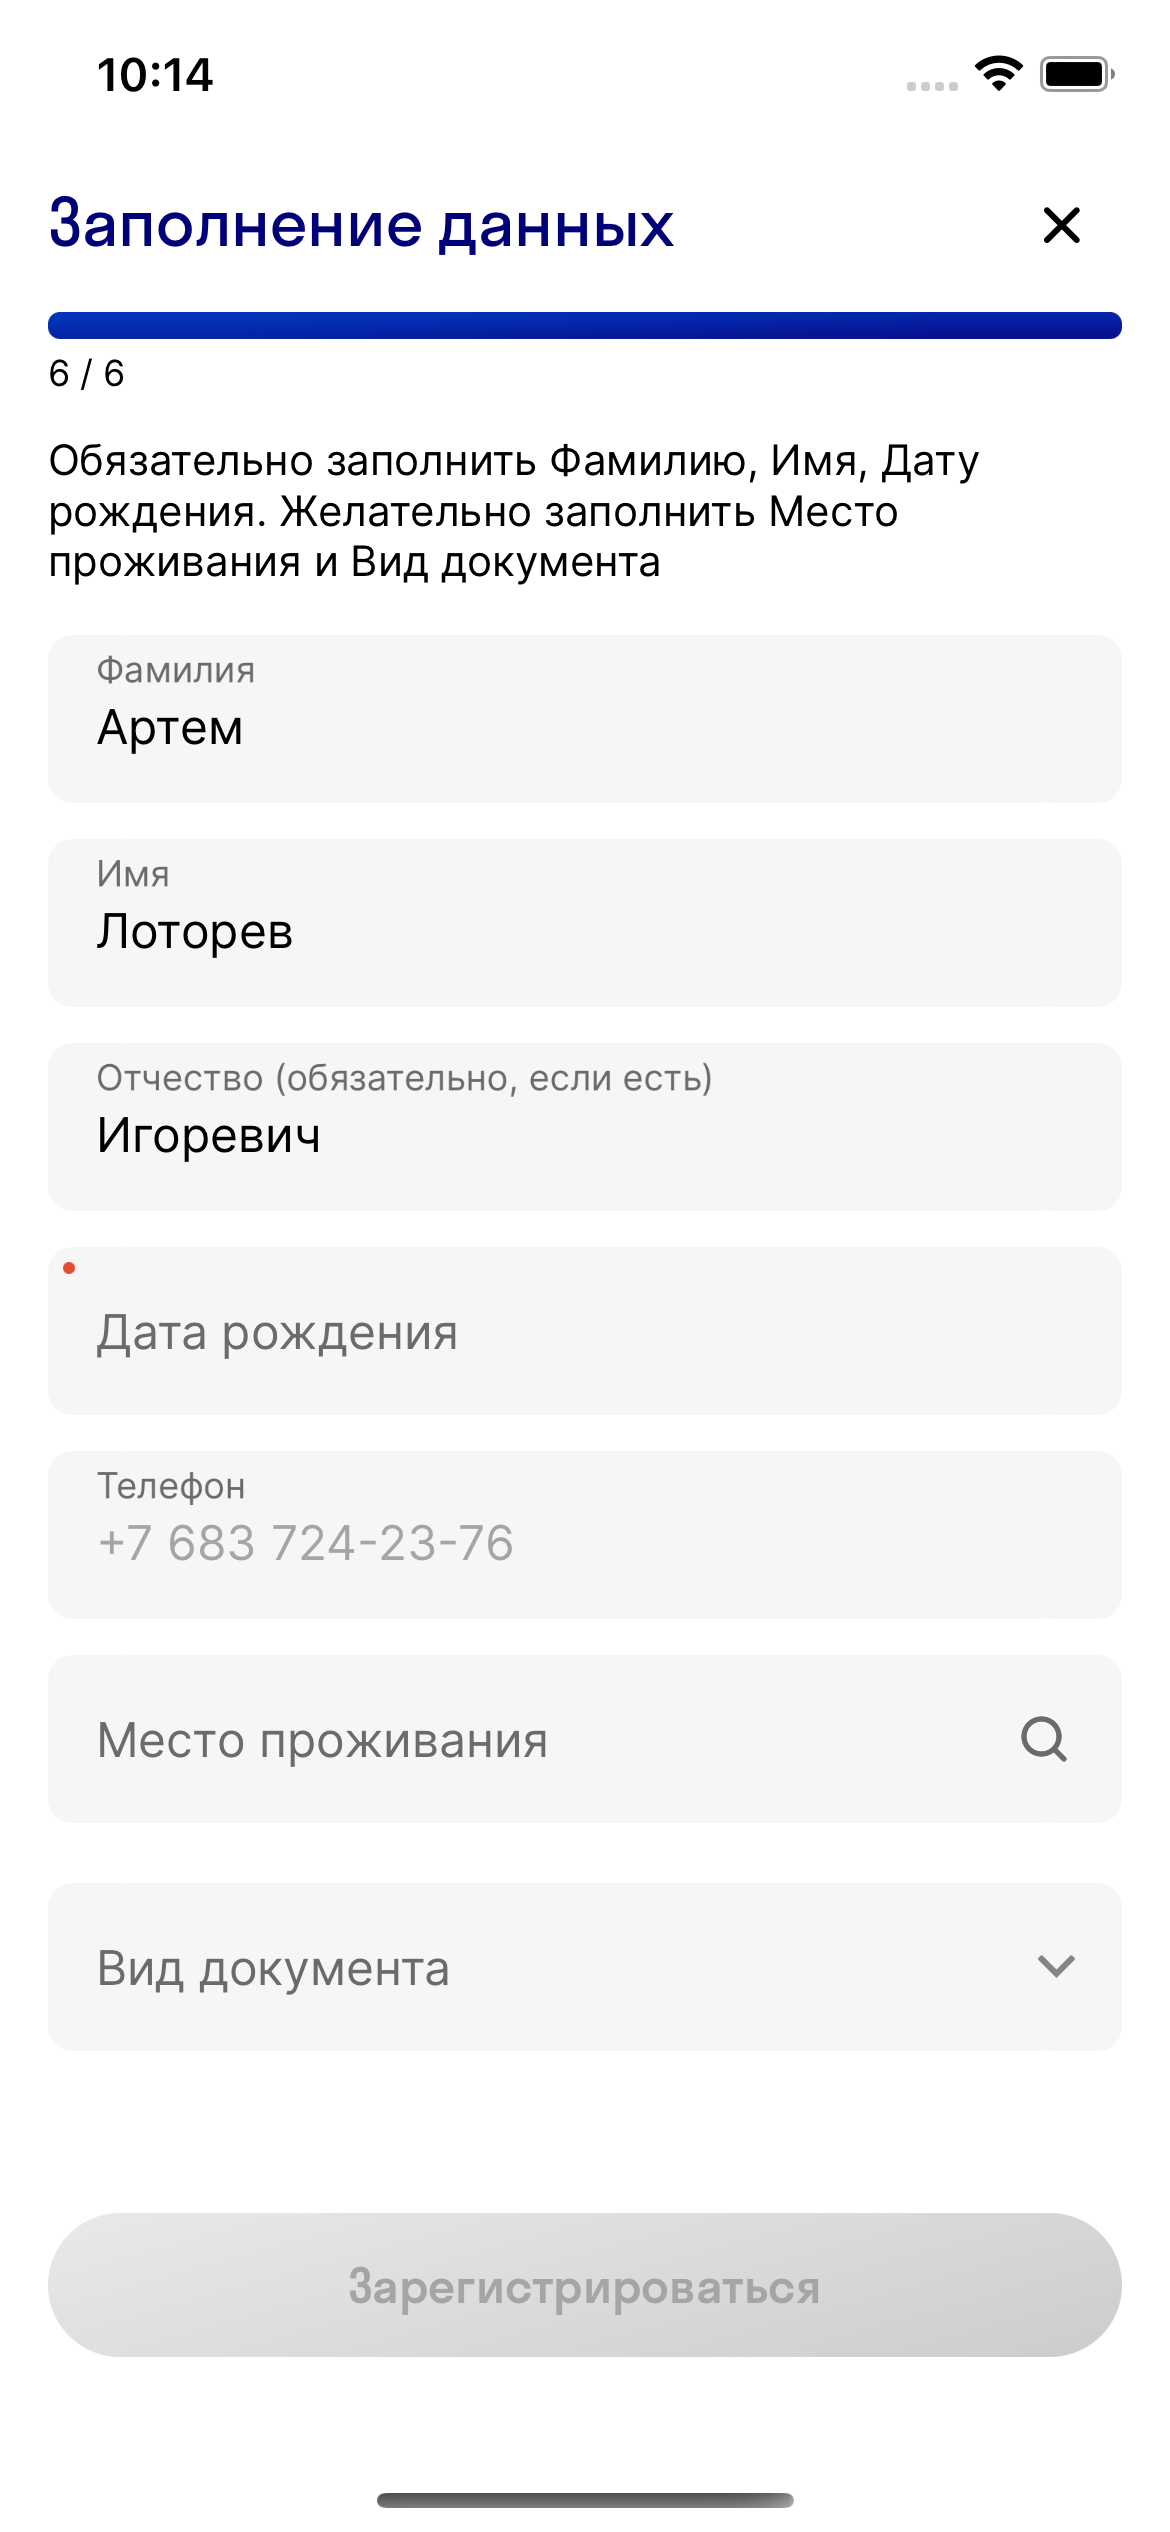 10:14
Заполнение данных
6 / 6
Обязательно заполнить Фамилию, Имя, Дату
рождения. Желательно заполнить Место
проживания и Вид документа
Фамилия
Артем
Имя
Лоторев
Отчество (обязательно, если есть)
Игоревич
Дата рождения
Телефон
+7 683 724-23-76
Место проживания
Вид документа
Зарегистрироваться